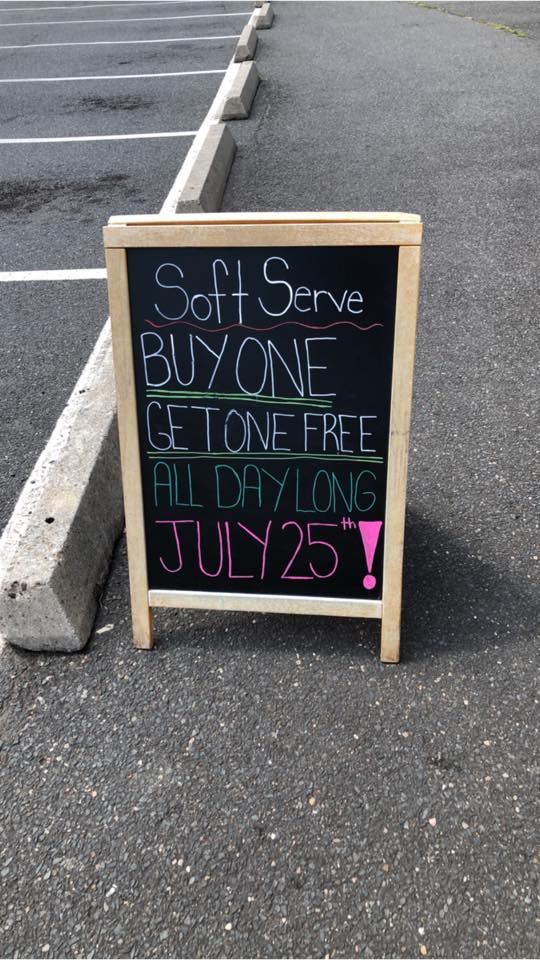 Soft Serve
BUY ONE
GET ONE FREE
ALL DAY LONG
JULY 25th!